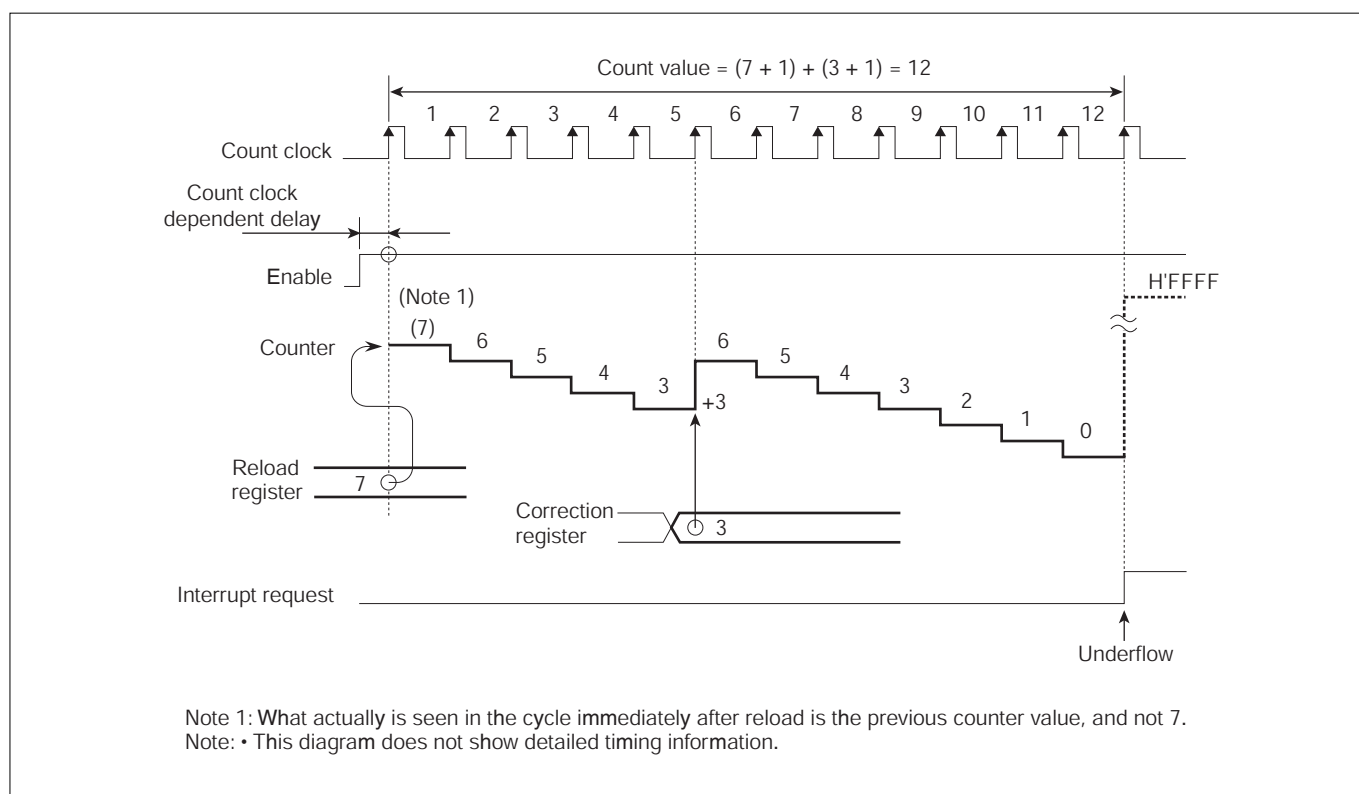 Count value = (7 + 1) + (3 + 1) = 12
1 2 3 4 5 6 7 8 9 10 11 12
Count clock
Count clock
dependent delay
Enable
H'FFFF
(Note 1)
(7)
Counter
6 5 4 3 6 5 4 3 2 1 0
+3
Reload
register
7
Correction
register
3
Interrupt request
Underflow
Note 1: What actually is seen in the cycle immediately after reload is the previous counter value, and not 7.
Note: • This diagram does not show detailed timing information.